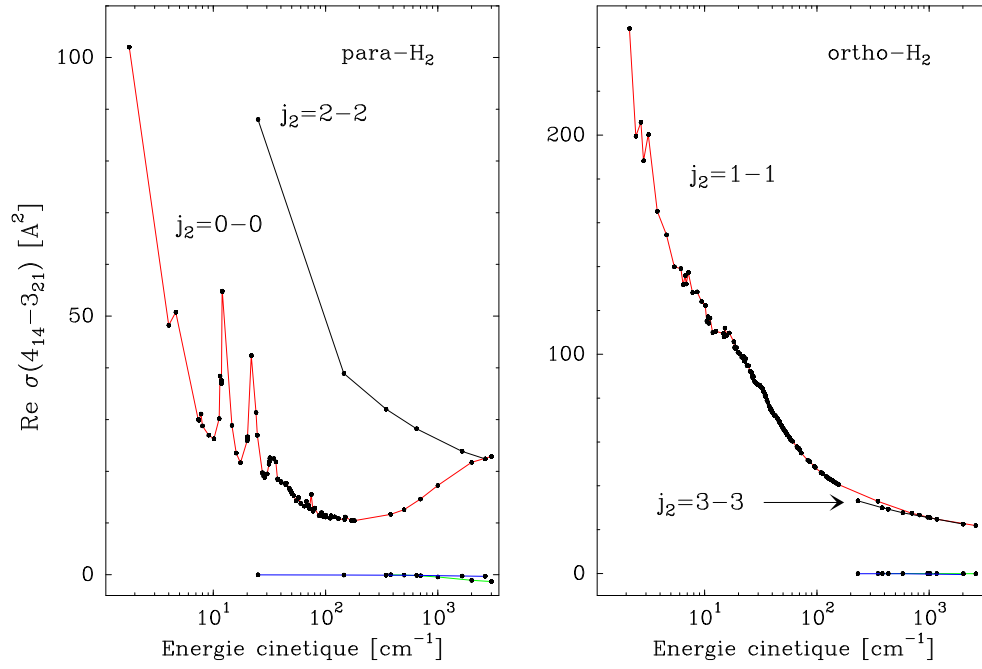 para−H₂
j₂=2−2
j₂=0−0
Re σ(4₁₄−3₂₁) [A²]
100
50
0
10¹ 10² 10³
Energie cinetique [cm⁻¹]
ortho−H₂
j₂=1−1
j₂=3−3
200
100
0
10¹ 10² 10³
Energie cinetique [cm⁻¹]